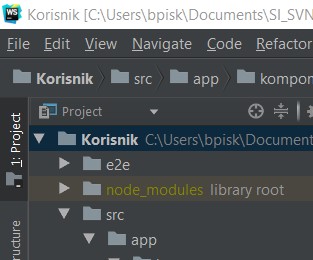 WS Korisnik [C:\Users\bpisk\Documents\SI_SVN
File Edit View Navigate Code Refactor
Korisnik src app kompon
1: Project
Project
Korisnik C:\Users\bpisk\Document
e2e
node_modules library root
src
app
ructure